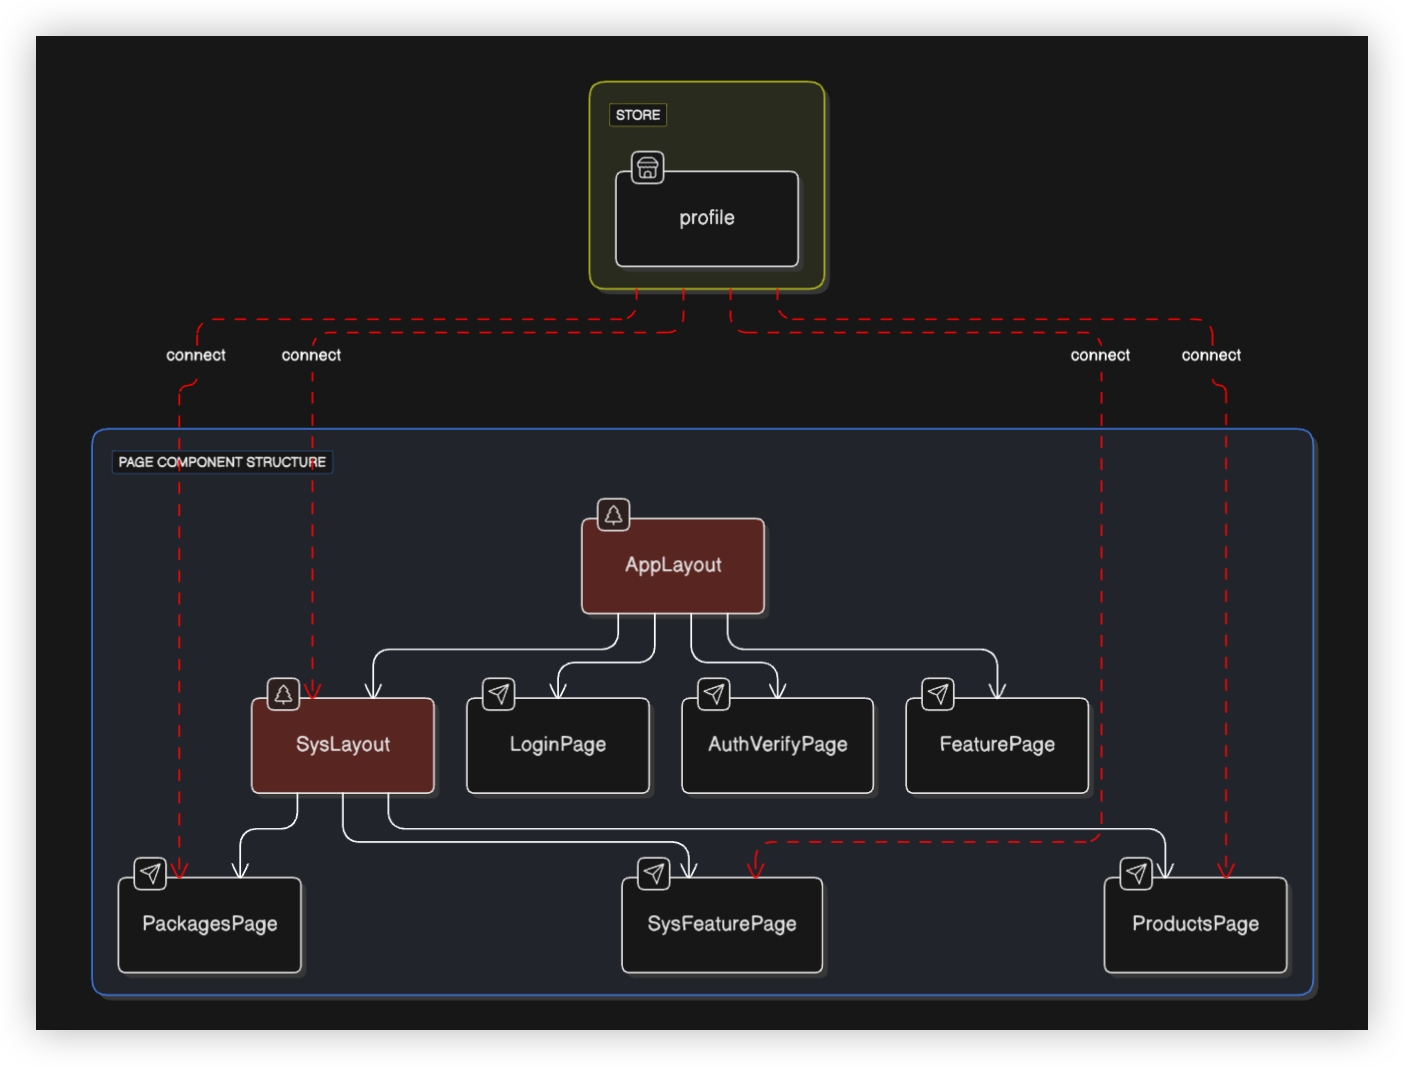 STORE
profile
connect
connect
connect
connect
PAGE COMPONENT STRUCTURE
AppLayout
SysLayout
LoginPage
AuthVerifyPage
FeaturePage
PackagesPage
SysFeaturePage
ProductsPage